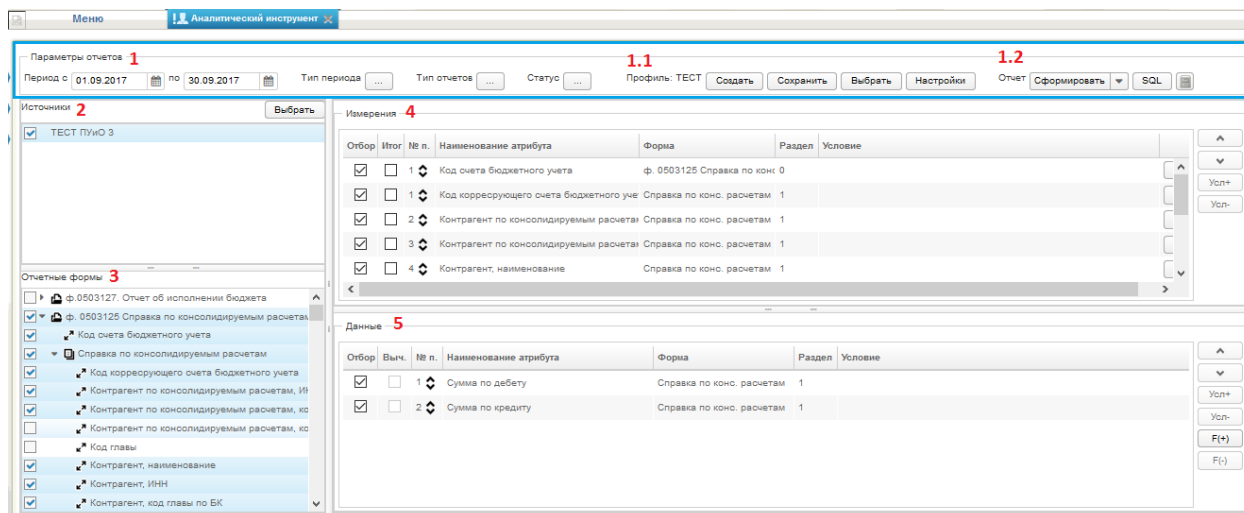 Меню
Аналитический инструмент
Параметры отчетов 1
1.1
1.2
Период с 01.09.2017 по 30.09.2017 Тип периода ... Тип отчетов ... Статус ... Профиль: ТЕСТ Создать Сохранить Выбрать Настройки Отчет Сформировать SQL
Источники 2 Выбрать
ТЕСТ ПУиО 3
Отчетные формы 3
ф.0503127. Отчет об исполнении бюджета
ф. 0503125 Справка по консолидируемым расчетам
Код счета бюджетного учета
Справка по консолидируемым расчетам
Код корресрующего счета бюджетного учета
Контрагент по консолидируемым расчетам, ИН
Контрагент по консолидируемым расчетам, ко
Контрагент по консолидируемым расчетам, ко
Код главы
Контрагент, наименование
Контрагент, ИНН
Контрагент, код главы по БК
Измерения 4
Отбор Итог № п. Наименование атрибута Форма Раздел Условие
1 Код счета бюджетного учета ф. 0503125 Справка по конс 0
1 Код корресрующего счета бюджетного уче Справка по конс. расчетам 1
2 Контрагент по консолидируемым расчетам Справка по конс. расчетам 1
3 Контрагент по консолидируемым расчетам Справка по конс. расчетам 1
4 Контрагент, наименование Справка по конс. расчетам 1
Усл+
Усл-
Данные 5
Отбор Выч. № п. Наименование атрибута Форма Раздел Условие
1 Сумма по дебету Справка по конс. расчетам 1
2 Сумма по кредиту Справка по конс. расчетам 1
Усл+
Усл-
F(+)
F(-)